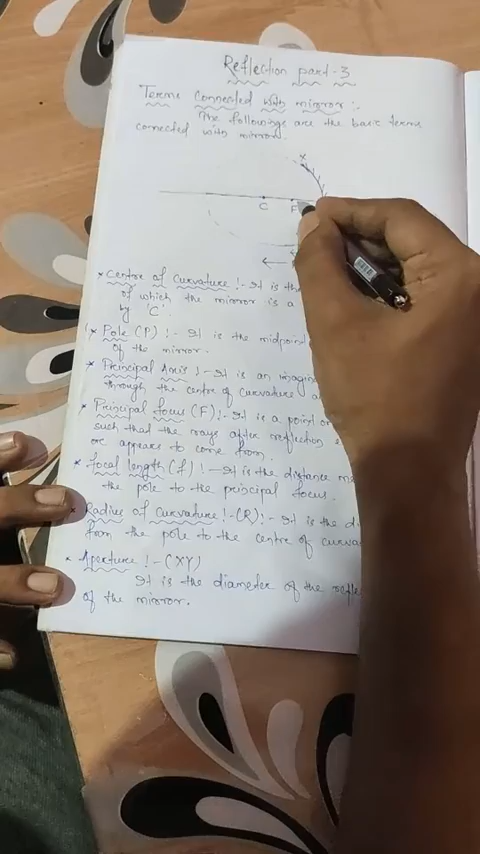 Reflection part-3
Terms connected with mirror :-
The followings are the basic terms
connected with mirror.
X
C F
* Centre of Curvature :- It is the
of which the mirror is a
by 'C'.
* Pole (P) :- It is the midpoint
of the mirror.
* Principal Axis :- It is an imagin
through the centre of curvature a
* Principal focus (F) :- It is a point on
such that the rays after reflection
or appears to come from.
* Focal length (f) :- It is the distance
the pole to the principal focus.
* Radius of curvature :- (R) :- It is the d
from the pole to the centre of curva
* Aperture :- (XY)
It is the diameter of the refle
of the mirror.